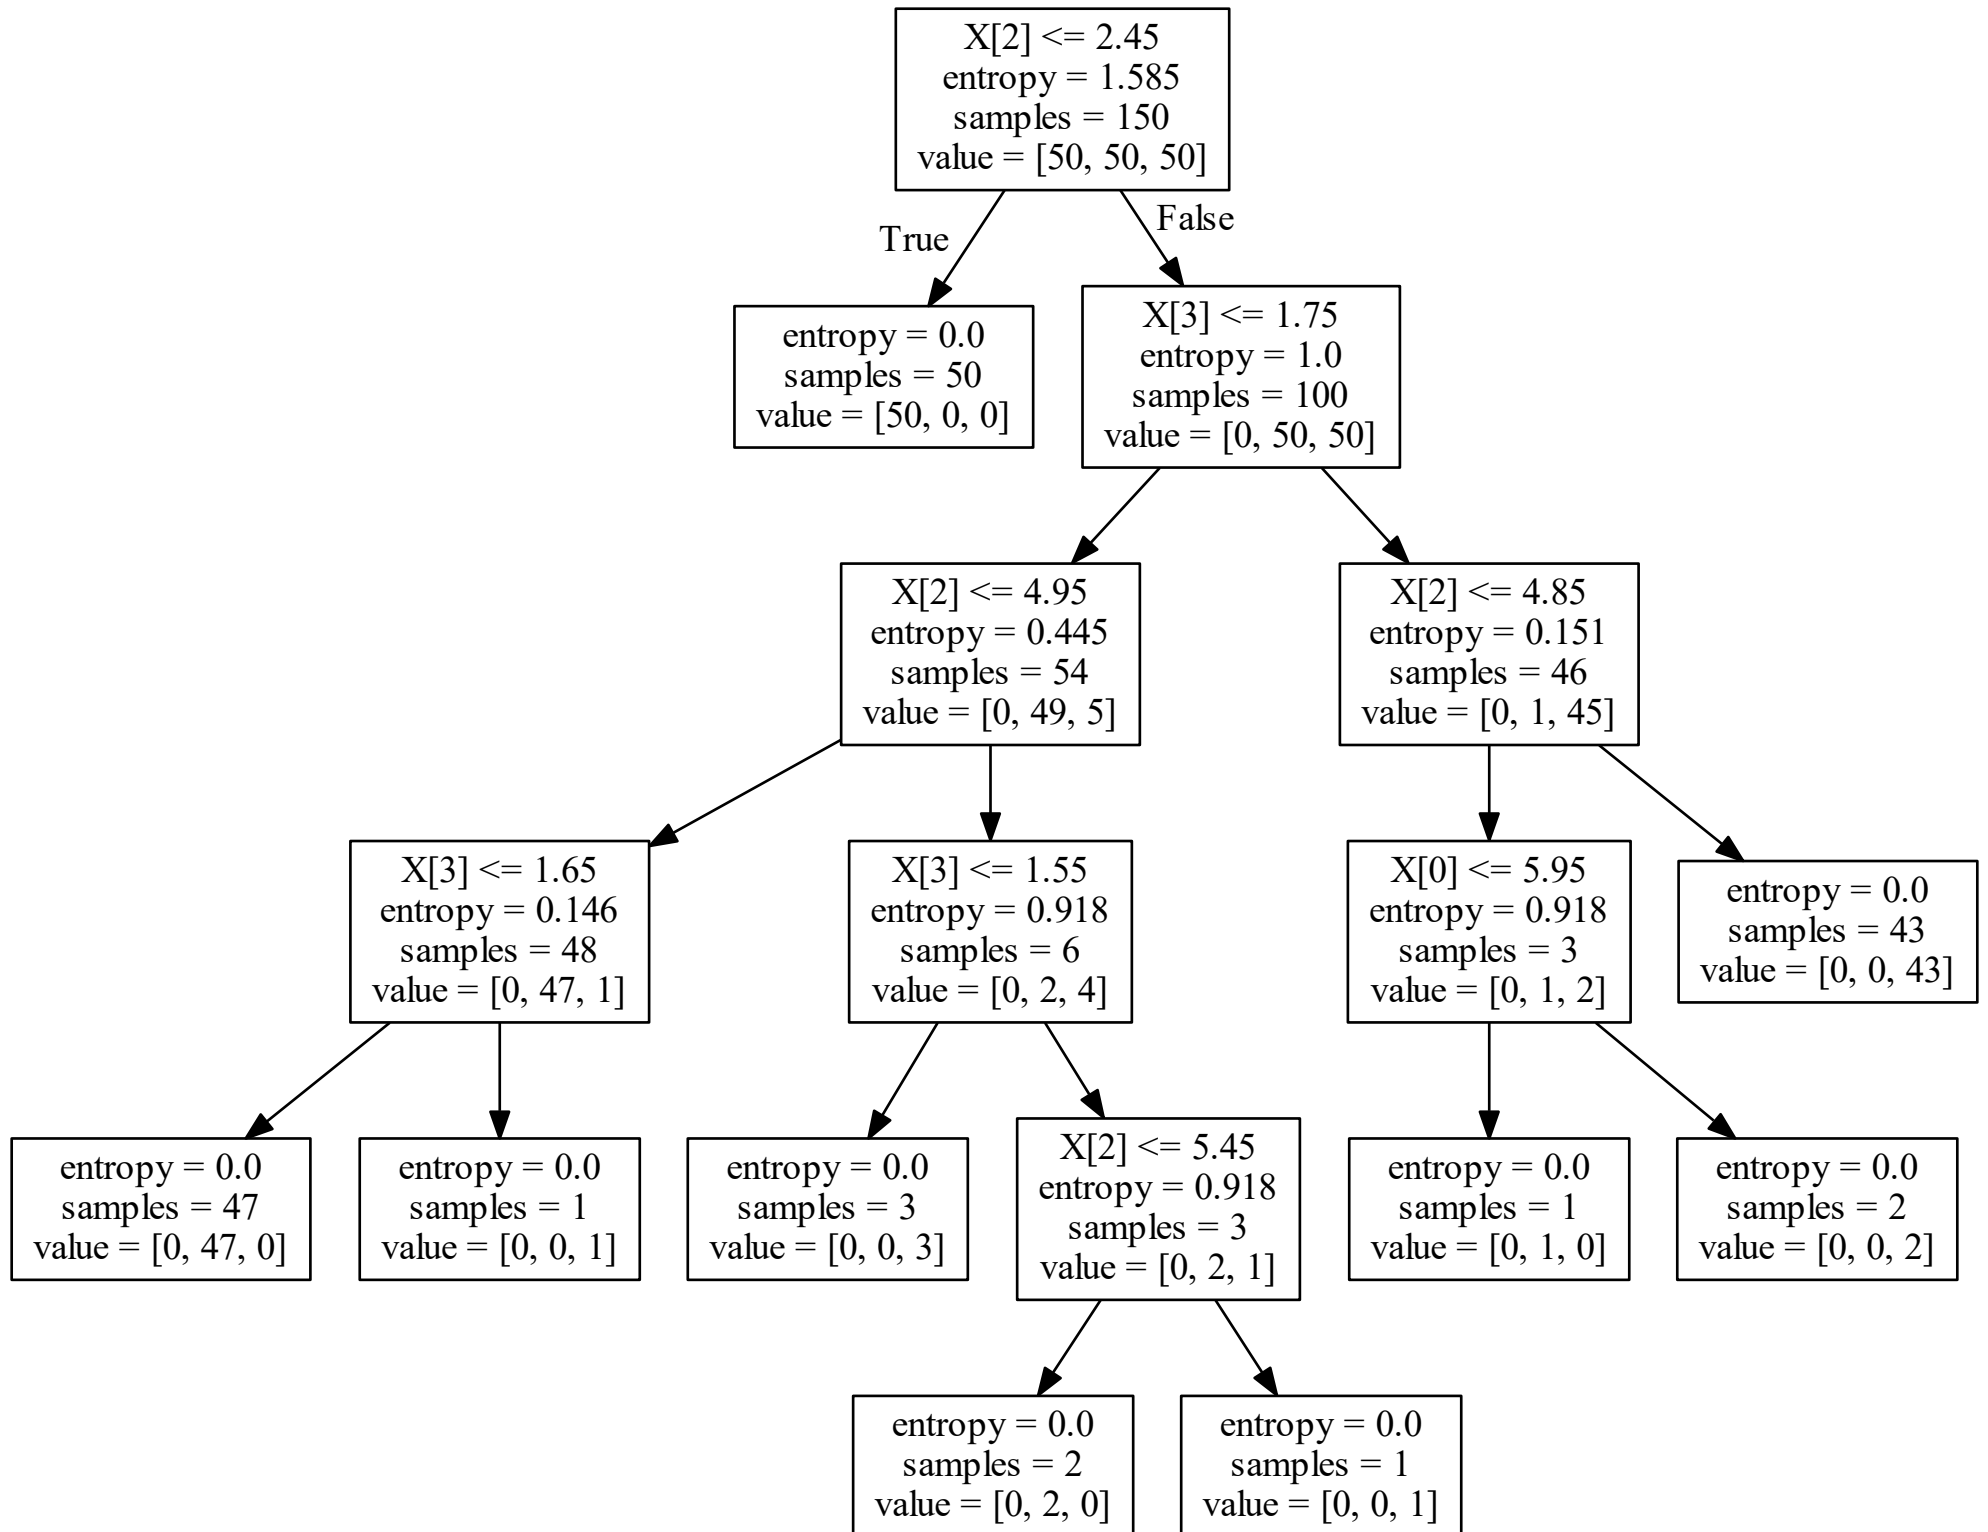 X[2] <= 2.45
entropy = 1.585
samples = 150
value = [50, 50, 50]
True
False
entropy = 0.0
samples = 50
value = [50, 0, 0]
X[3] <= 1.75
entropy = 1.0
samples = 100
value = [0, 50, 50]
X[2] <= 4.95
entropy = 0.445
samples = 54
value = [0, 49, 5]
X[2] <= 4.85
entropy = 0.151
samples = 46
value = [0, 1, 45]
X[3] <= 1.65
entropy = 0.146
samples = 48
value = [0, 47, 1]
X[3] <= 1.55
entropy = 0.918
samples = 6
value = [0, 2, 4]
X[0] <= 5.95
entropy = 0.918
samples = 3
value = [0, 1, 2]
entropy = 0.0
samples = 43
value = [0, 0, 43]
entropy = 0.0
samples = 47
value = [0, 47, 0]
entropy = 0.0
samples = 1
value = [0, 0, 1]
entropy = 0.0
samples = 3
value = [0, 0, 3]
X[2] <= 5.45
entropy = 0.918
samples = 3
value = [0, 2, 1]
entropy = 0.0
samples = 1
value = [0, 1, 0]
entropy = 0.0
samples = 2
value = [0, 0, 2]
entropy = 0.0
samples = 2
value = [0, 2, 0]
entropy = 0.0
samples = 1
value = [0, 0, 1]